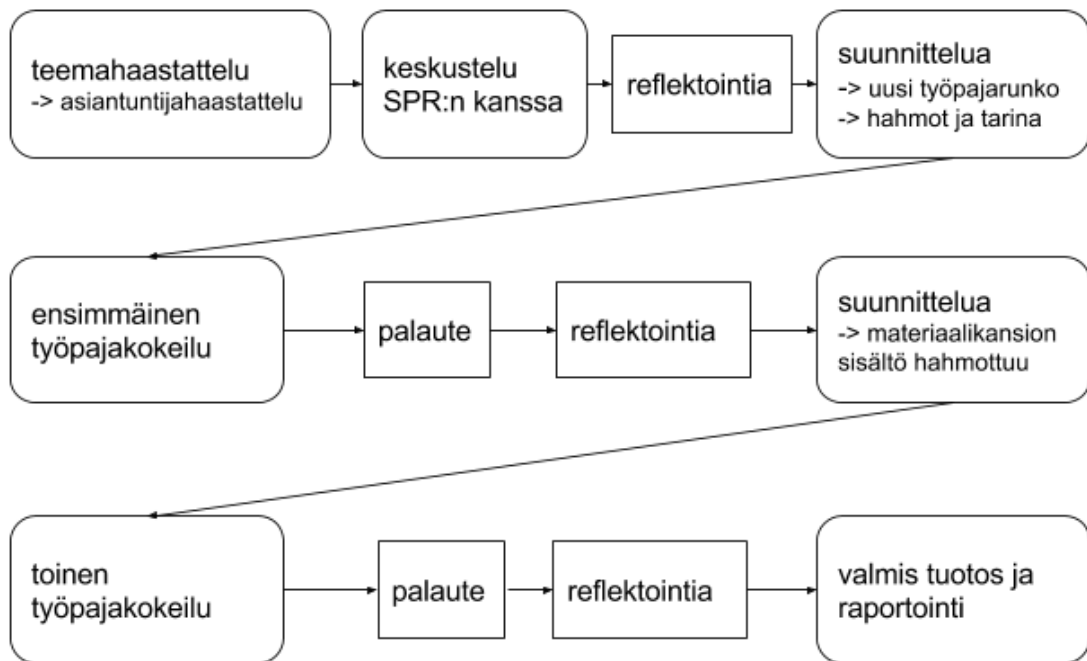 teemahaastattelu
-> asiantuntijahaastattelu
keskustelu
SPR:n kanssa
reflektointia
suunnittelua
-> uusi työpajarunko
-> hahmot ja tarina
ensimmäinen
työpajakokeilu
palaute
reflektointia
suunnittelua
-> materiaalikansion
sisältö hahmottuu
toinen
työpajakokeilu
palaute
reflektointia
valmis tuotos ja
raportointi